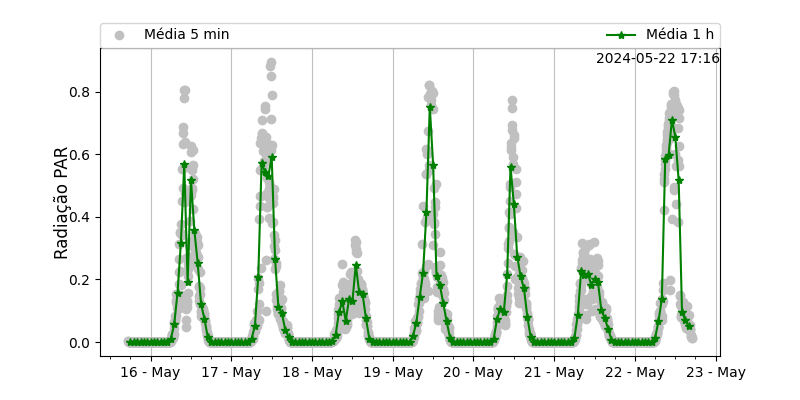 Média 5 min
Média 1 h
2024-05-22 17:16
Radiação PAR
0.8
0.6
0.4
0.2
0.0
16 - May
17 - May
18 - May
19 - May
20 - May
21 - May
22 - May
23 - May